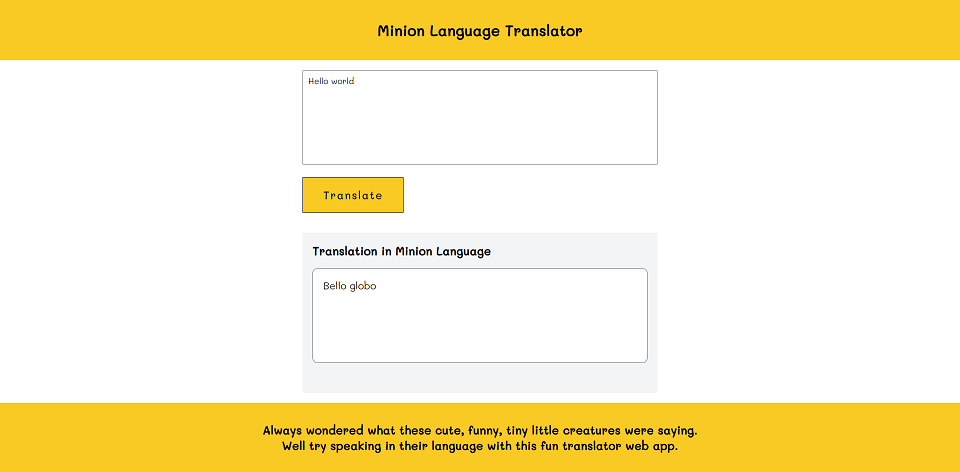 Minion Language Translator
Hello world
Translate
Translation in Minion Language
Bello globo
Always wondered what these cute, funny, tiny little creatures were saying.
Well try speaking in their language with this fun translator web app.